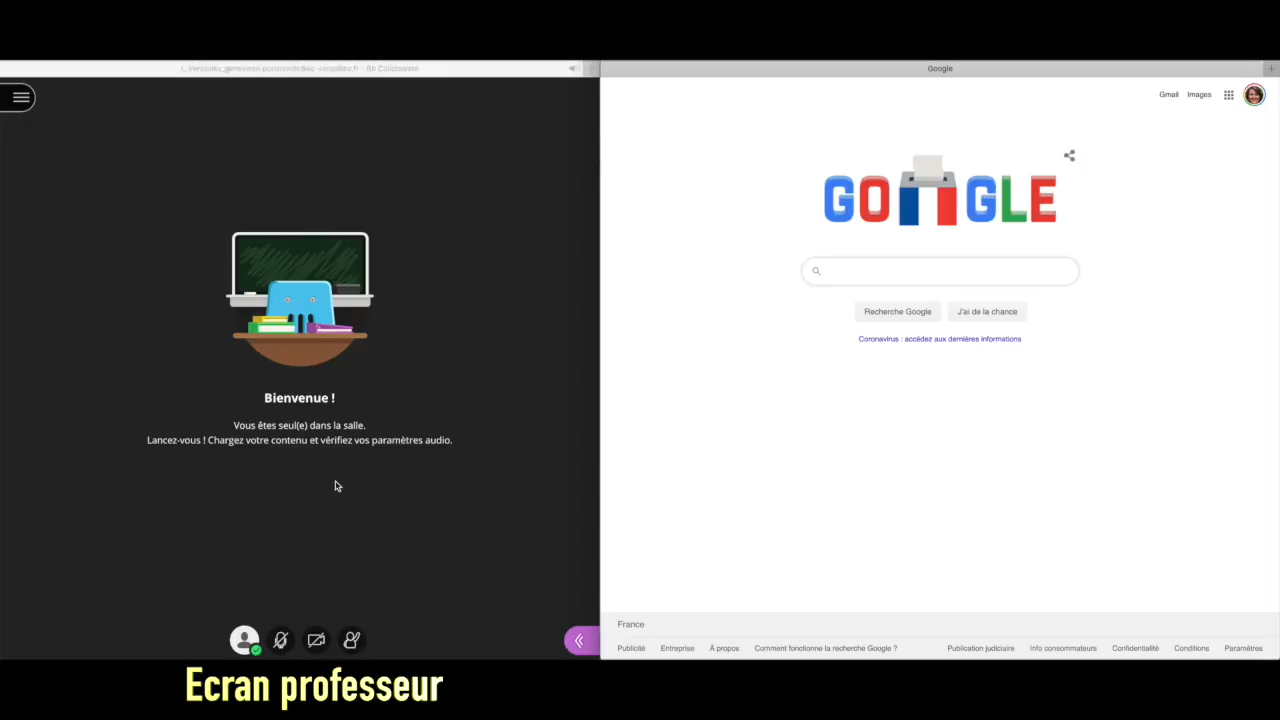 Bb Collaborate
Google
Gmail Images
GOOGLE
Recherche Google
J'ai de la chance
Coronavirus : accédez aux dernières informations
Bienvenue !
Vous êtes seul(e) dans la salle.
Lancez-vous ! Chargez votre contenu et vérifiez vos paramètres audio.
France
Publicité Entreprise À propos Comment fonctionne la recherche Google ? Publication judiciaire Info consommateurs Confidentialité Conditions Paramètres
Ecran professeur